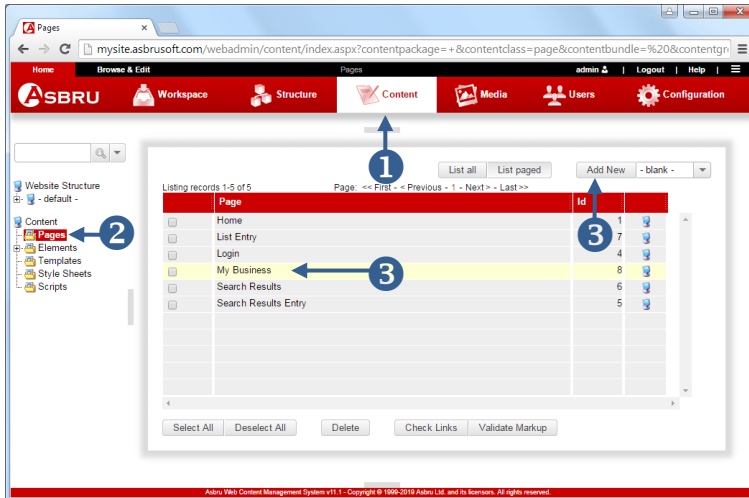 Pages
mysite.asbrusoft.com/webadmin/content/index.aspx?contentpackage=+&contentclass=page&contentbundle=%20&contentgr
Home Browse & Edit Pages admin | Logout | Help |
ASBRU Workspace Structure Content Media Users Configuration
1
List all List paged Add New - blank -
Website Structure
- default -
Content
Pages
Elements
Templates
Style Sheets
Scripts
2
Listing records 1-5 of 5 Page: << First - < Previous - 1 - Next > - Last >>
3
Page Id
Home 1
List Entry 7
Login 4
My Business 8
3
Search Results 6
Search Results Entry 5
Select All Deselect All Delete Check Links Validate Markup
Asbru Web Content Management System v11.1 - Copyright © 1999-2019 Asbru Ltd. and its licensors. All rights reserved.